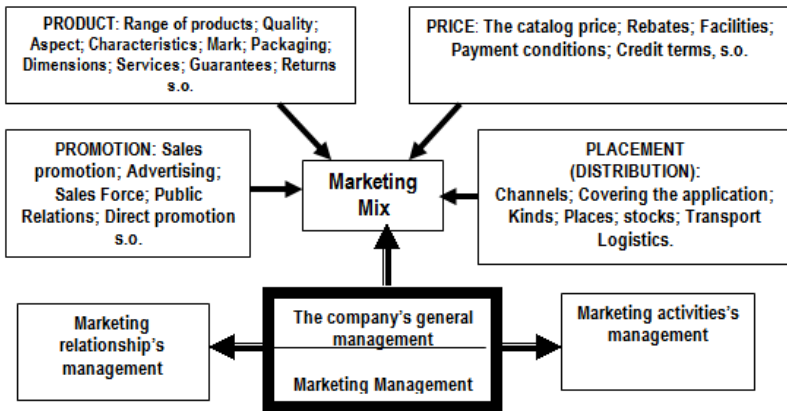 PRODUCT: Range of products; Quality;
Aspect; Characteristics; Mark; Packaging;
Dimensions; Services; Guarantees; Returns
s.o.
PRICE: The catalog price; Rebates; Facilities;
Payment conditions; Credit terms, s.o.
PROMOTION: Sales
promotion; Advertising;
Sales Force; Public
Relations; Direct promotion
s.o.
Marketing
Mix
PLACEMENT
(DISTRIBUTION):
Channels; Covering the application;
Kinds; Places; stocks; Transport
Logistics.
Marketing
relationship's
management
The company's general
management
Marketing Management
Marketing activities's
management